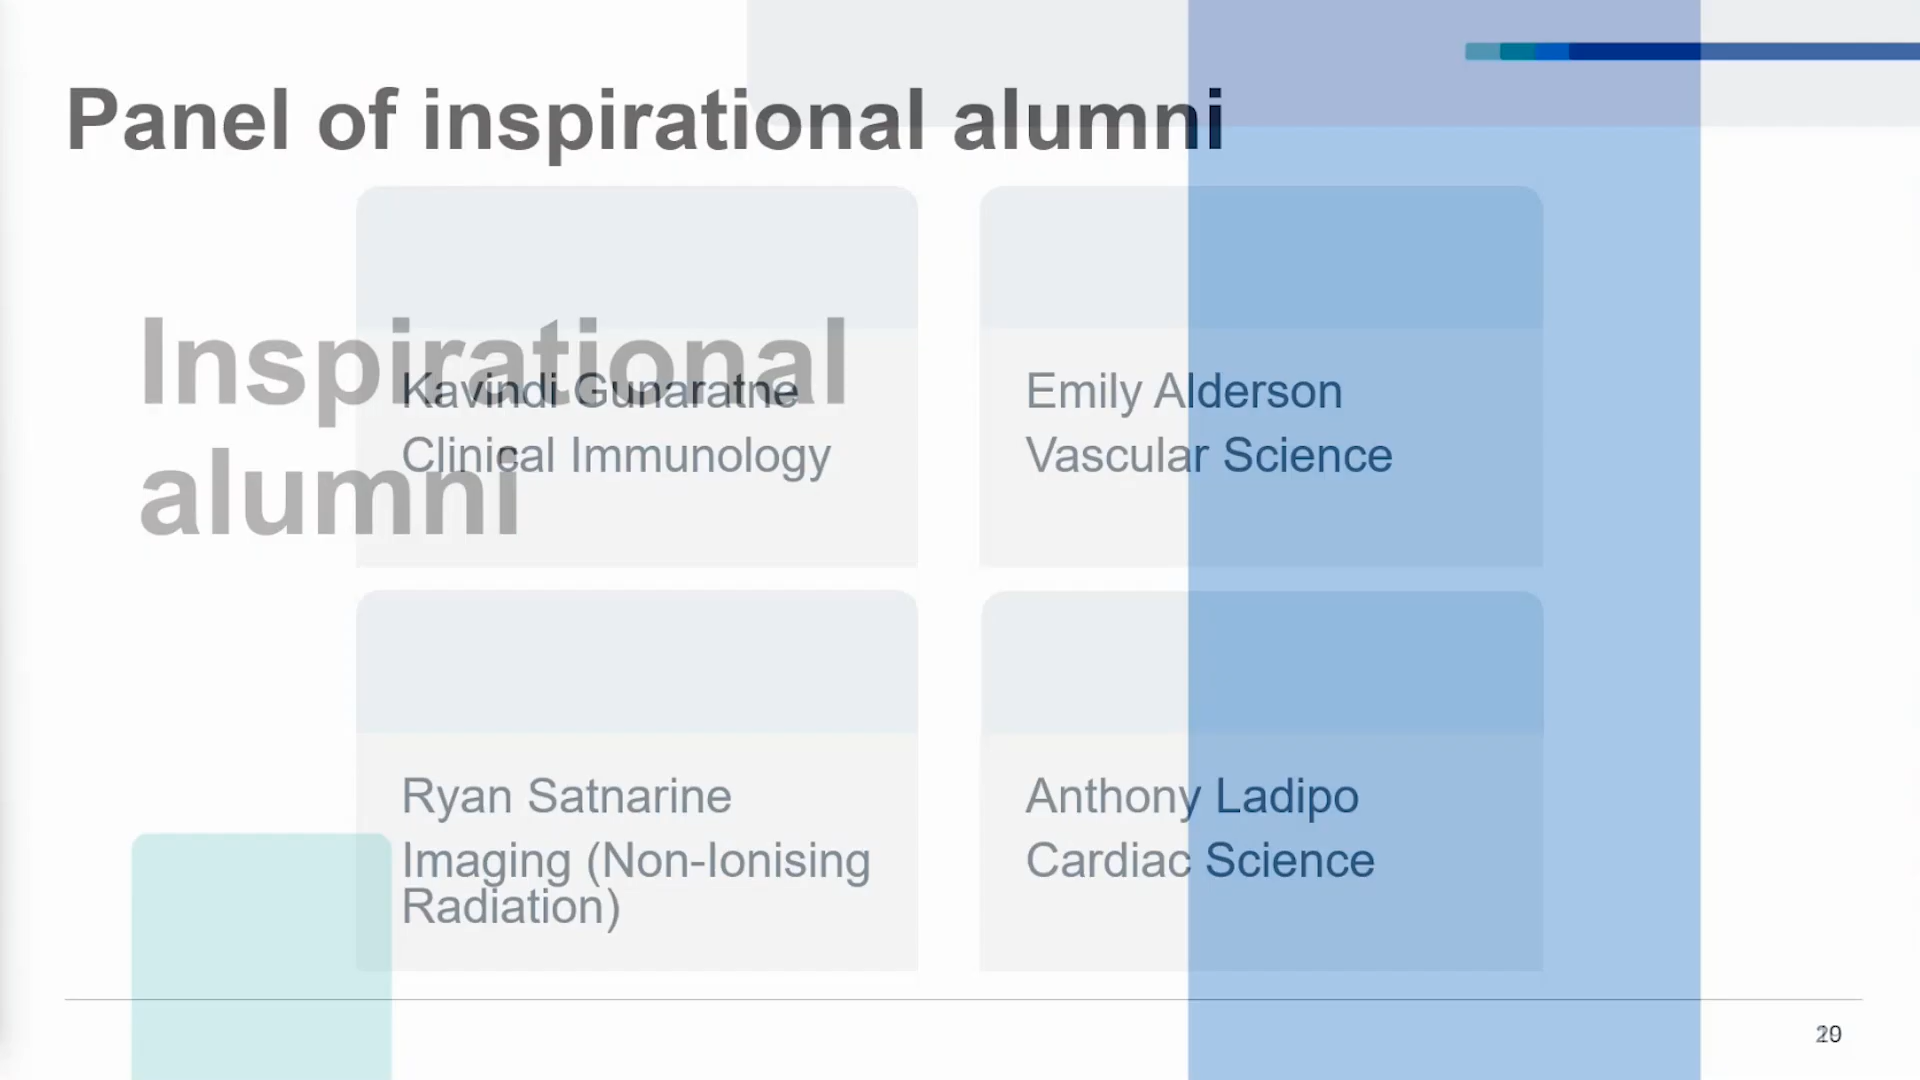 Panel of inspirational alumni
Inspirational
alumni
Kavindi Gunaratne
Clinical Immunology
Emily Alderson
Vascular Science
Ryan Satnarine
Imaging (Non-Ionising
Radiation)
Anthony Ladipo
Cardiac Science